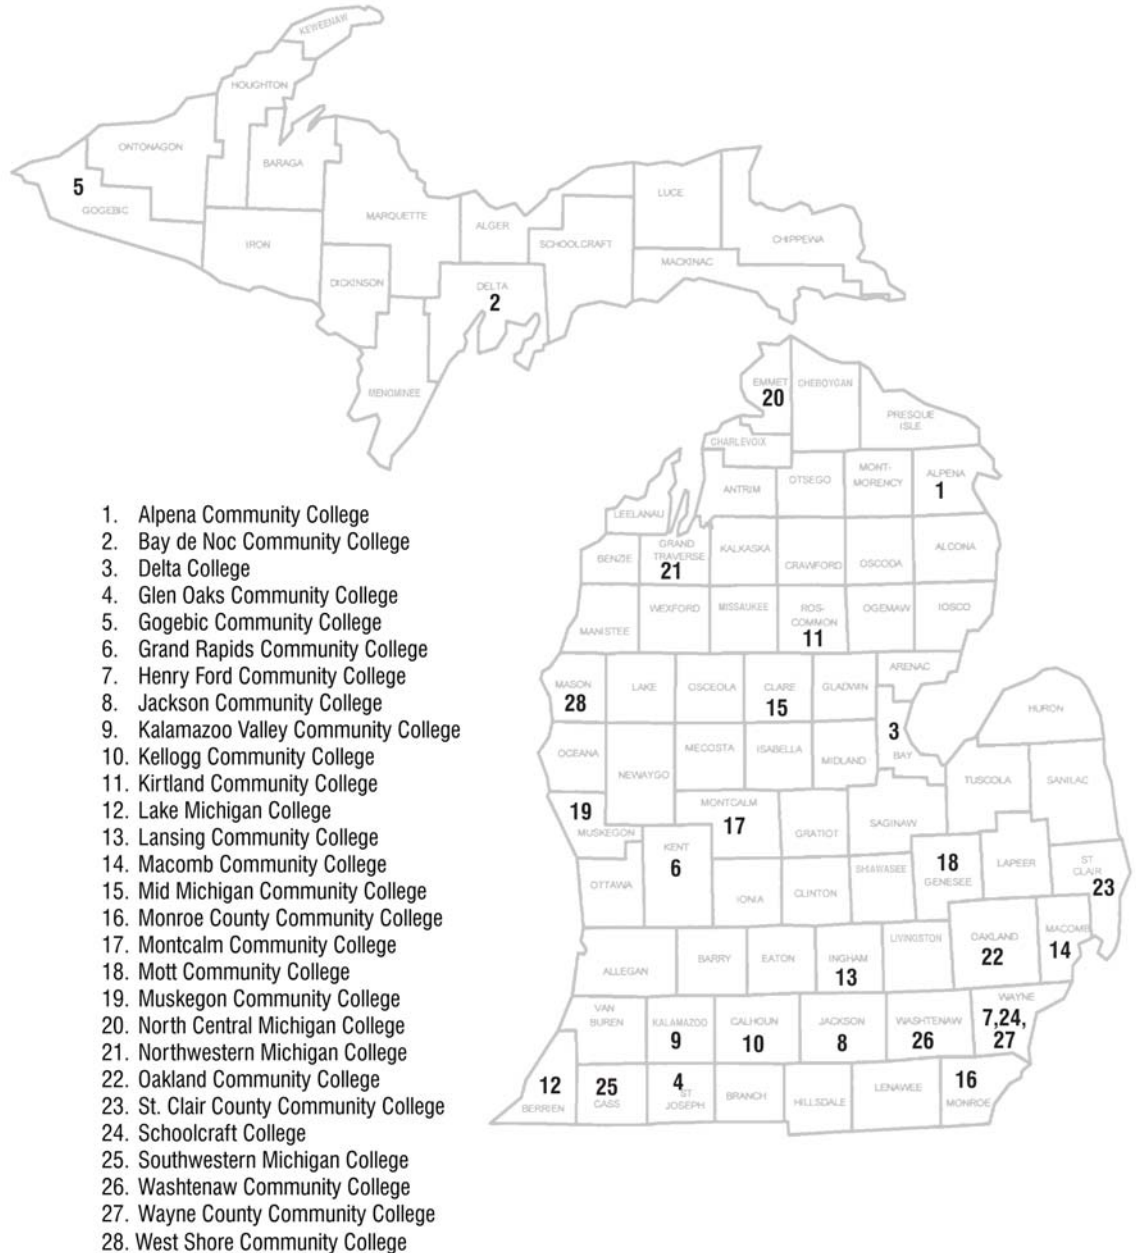 KEWEENAW
HOUGHTON
ONTONAGON
BARAGA
5
GOGEBIC
IRON
MARQUETTE
ALGER
LUCE
SCHOOLCRAFT
CHIPPEWA
MACKINAC
DICKINSON
DELTA
2
MENOMINEE
EMMET
20
CHEBOYGAN
PRESQUE
ISLE
CHARLEVOIX
ANTRIM
OTSEGO
MONT-
MORENCY
ALPENA
1
LEELANAU
BENZIE
GRAND
TRAVERSE
21
KALKASKA
CRAWFORD
OSCODA
ALCONA
MANISTEE
WEXFORD
MISSAUKEE
ROS-
COMMON
11
OGEMAW
IOSCO
ARENAC
MASON
28
LAKE
OSCEOLA
CLARE
15
GLADWIN
3
BAY
HURON
OCEANA
NEWAYGO
MECOSTA
ISABELLA
MIDLAND
TUSCOLA
SANILAC
19
MUSKEGON
MONTCALM
17
GRATIOT
SAGINAW
KENT
6
OTTAWA
IONIA
CLINTON
SHIAWASEE
18
GENESEE
LAPEER
ST
CLAIR
23
ALLEGAN
BARRY
EATON
INGHAM
13
LIVINGSTON
OAKLAND
22
MACOMB
14
VAN
BUREN
KALAMAZOO
9
CALHOUN
10
JACKSON
8
WASHTENAW
26
WAYNE
7,24,
27
12
BERRIEN
25
CASS
4
ST
JOSEPH
BRANCH
HILLSDALE
LENAWEE
16
MONROE
1. Alpena Community College
2. Bay de Noc Community College
3. Delta College
4. Glen Oaks Community College
5. Gogebic Community College
6. Grand Rapids Community College
7. Henry Ford Community College
8. Jackson Community College
9. Kalamazoo Valley Community College
10. Kellogg Community College
11. Kirtland Community College
12. Lake Michigan College
13. Lansing Community College
14. Macomb Community College
15. Mid Michigan Community College
16. Monroe County Community College
17. Montcalm Community College
18. Mott Community College
19. Muskegon Community College
20. North Central Michigan College
21. Northwestern Michigan College
22. Oakland Community College
23. St. Clair County Community College
24. Schoolcraft College
25. Southwestern Michigan College
26. Washtenaw Community College
27. Wayne County Community College
28. West Shore Community College